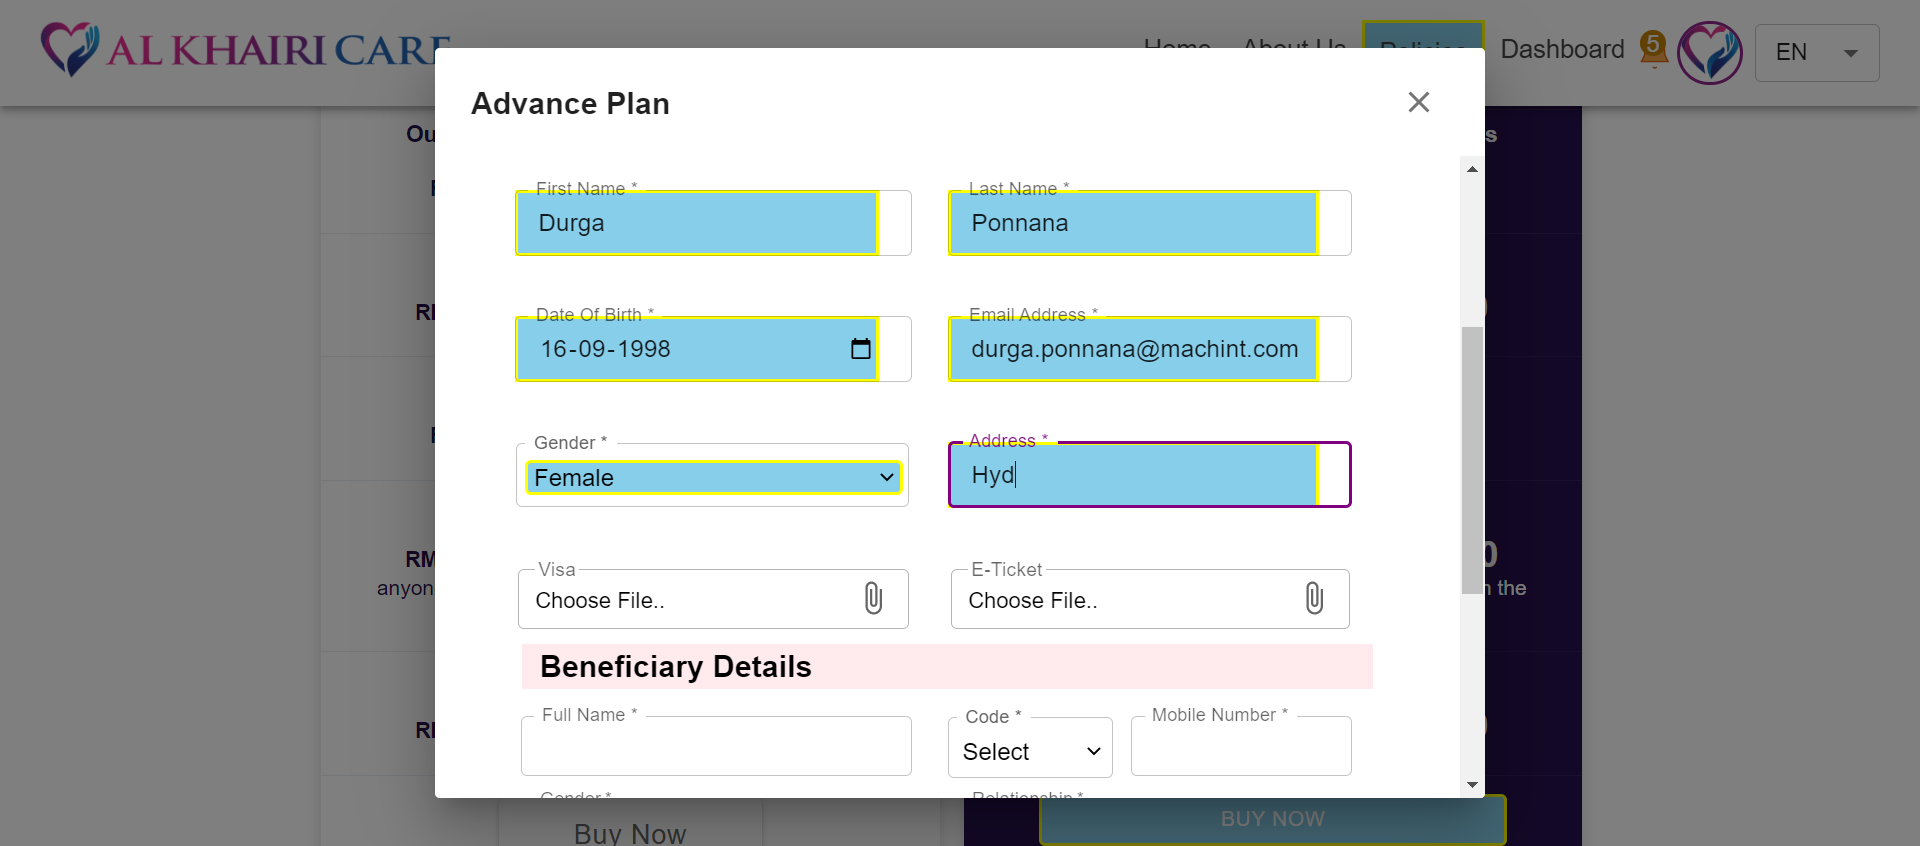 AL KHAIRI CARE
Home About Us Policies Dashboard 5 EN
Advance Plan
First Name *
Durga
Last Name *
Ponnana
Date Of Birth *
16-09-1998
Email Address *
durga.ponnana@machint.com
Gender *
Female
Address *
Hyd
Visa
Choose File..
E-Ticket
Choose File..
Beneficiary Details
Full Name *
Code *
Select
Mobile Number *
Gender *
Relationship *
Buy Now
BUY NOW